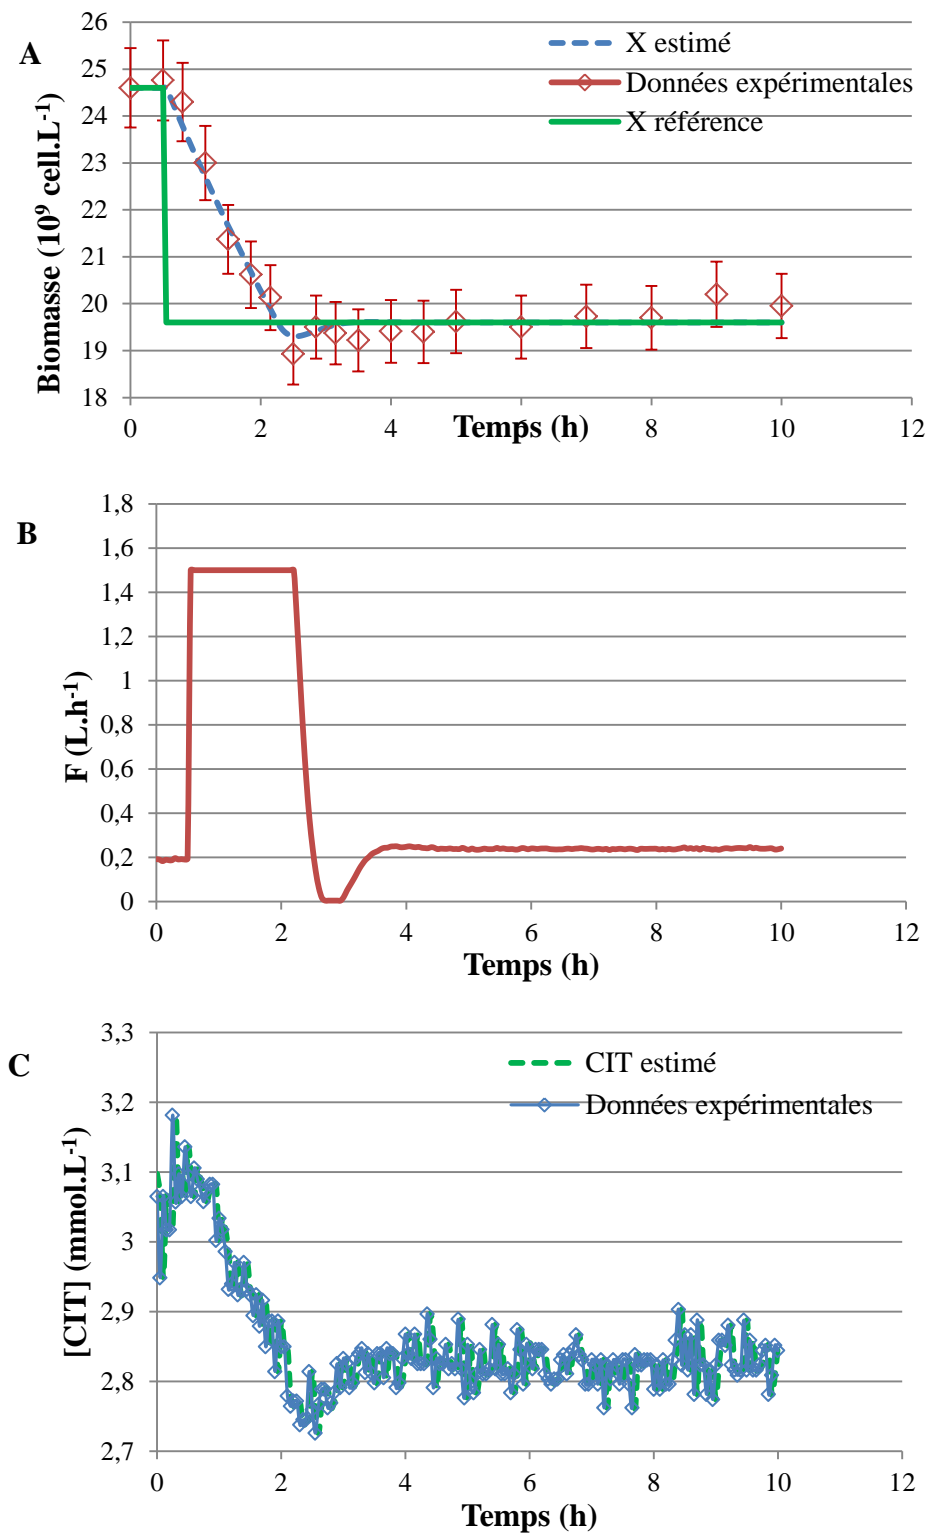 A
26
25
24
23
22
21
20
19
18
Biomasse (10⁹ cell.L⁻¹)
X estimé
Données expérimentales
X référence
0 2 4 6 8 10 12
Temps (h)
B
1,8
1,6
1,4
1,2
1
0,8
0,6
0,4
0,2
0
F (L.h⁻¹)
0 2 4 6 8 10 12
Temps (h)
C
3,3
3,2
3,1
3
2,9
2,8
2,7
[CIT] (mmol.L⁻¹)
CIT estimé
Données expérimentales
0 2 4 6 8 10 12
Temps (h)